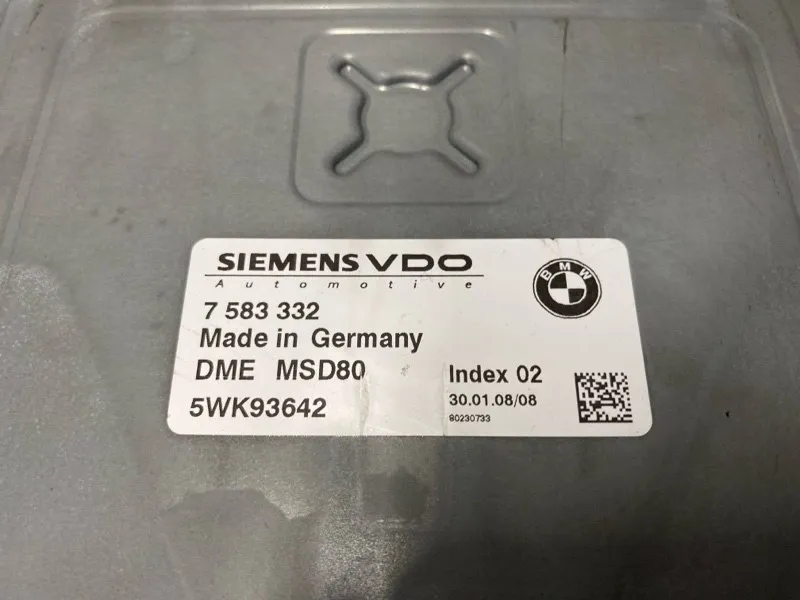 SIEMENS VDO
Automotive
BMW
7 583 332
Made in Germany
DME MSD80
Index 02
5WK93642
30.01.08/08
80230733